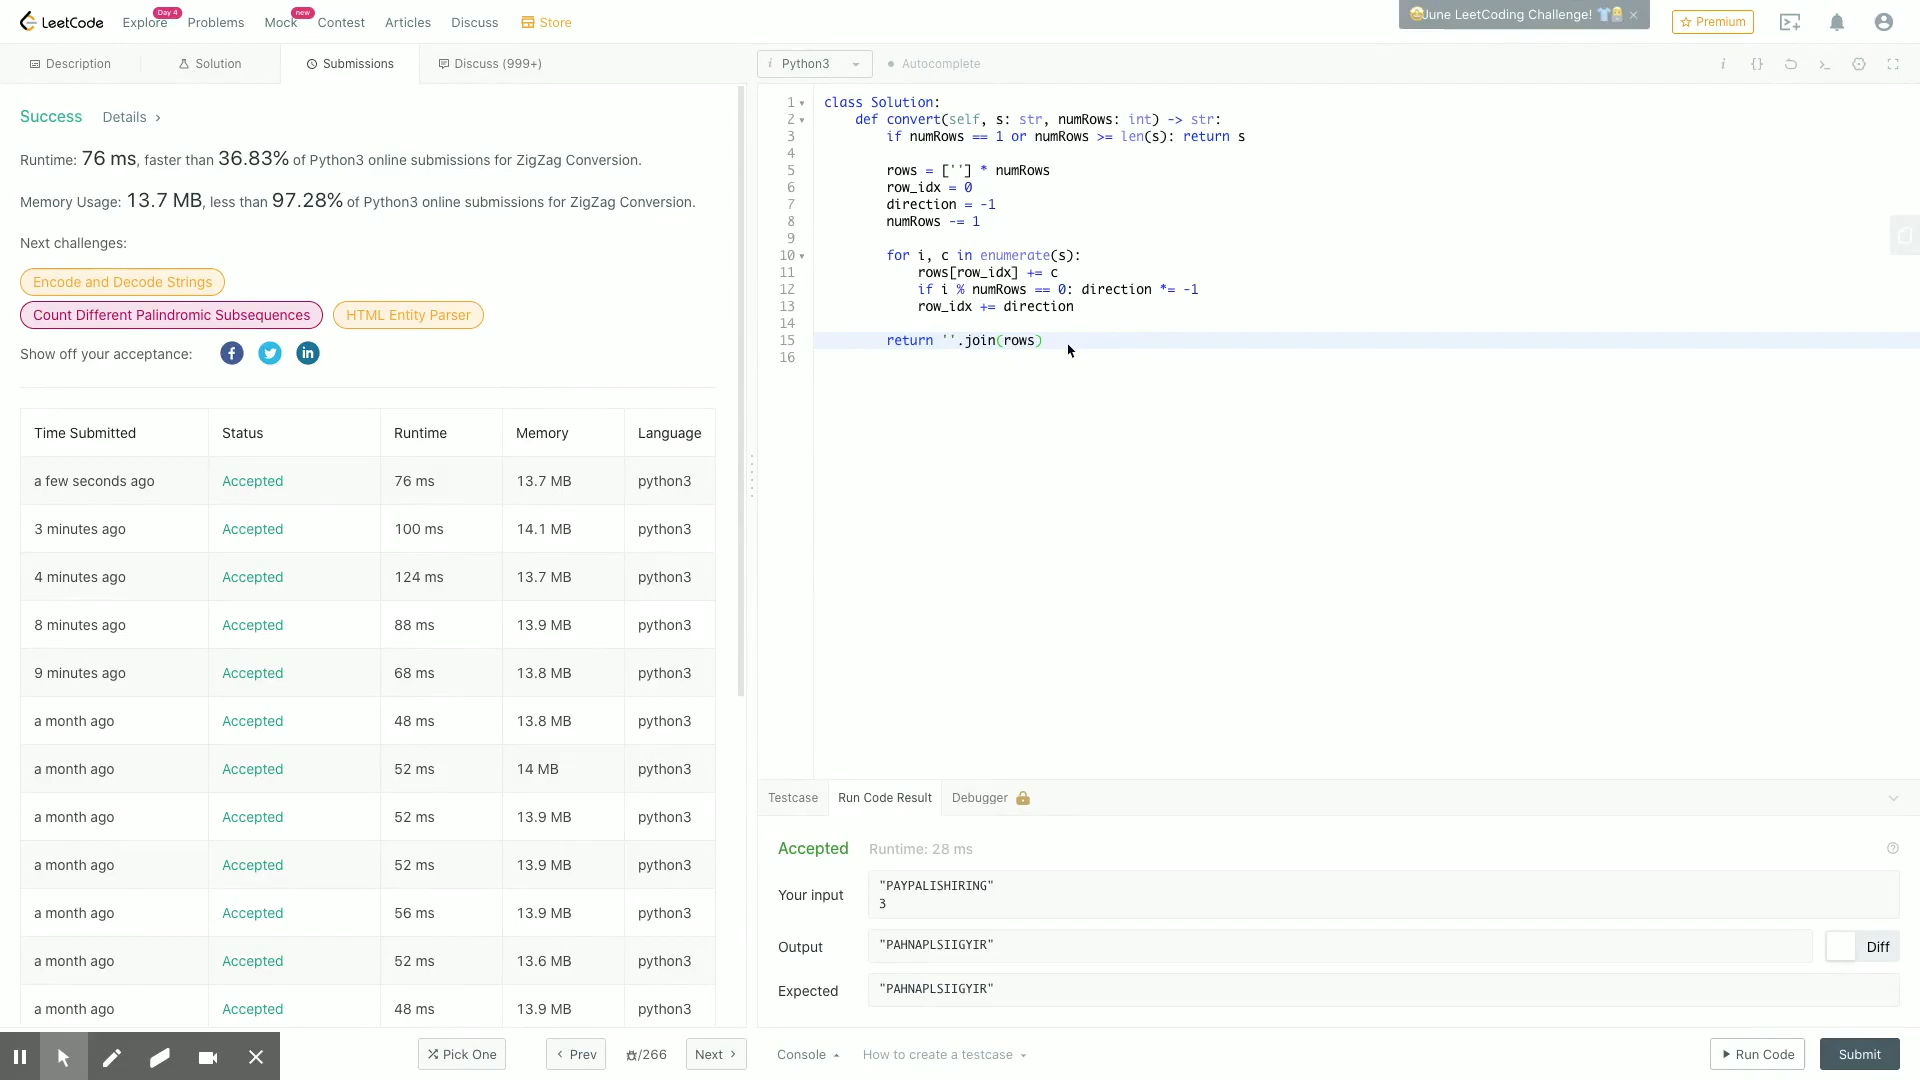 LeetCode
Explore
Day 4
Problems
Mock
new
Contest
Articles
Discuss
Store
June LeetCoding Challenge!
Premium
Description
Solution
Submissions
Discuss (999+)
i Python3
Autocomplete
Success Details
Runtime: 76 ms, faster than 36.83% of Python3 online submissions for ZigZag Conversion.
Memory Usage: 13.7 MB, less than 97.28% of Python3 online submissions for ZigZag Conversion.
Next challenges:
Encode and Decode Strings
Count Different Palindromic Subsequences
HTML Entity Parser
Show off your acceptance:
Time Submitted Status Runtime Memory Language
a few seconds ago Accepted 76 ms 13.7 MB python3
3 minutes ago Accepted 100 ms 14.1 MB python3
4 minutes ago Accepted 124 ms 13.7 MB python3
8 minutes ago Accepted 88 ms 13.9 MB python3
9 minutes ago Accepted 68 ms 13.8 MB python3
a month ago Accepted 48 ms 13.8 MB python3
a month ago Accepted 52 ms 14 MB python3
a month ago Accepted 52 ms 13.9 MB python3
a month ago Accepted 52 ms 13.9 MB python3
a month ago Accepted 56 ms 13.9 MB python3
a month ago Accepted 52 ms 13.6 MB python3
a month ago Accepted 48 ms 13.9 MB python3
Pick One
< Prev
/266
Next >
1 class Solution:
2 def convert(self, s: str, numRows: int) -> str:
3 if numRows == 1 or numRows >= len(s): return s
4
5 rows = [''] * numRows
6 row_idx = 0
7 direction = -1
8 numRows -= 1
9
10 for i, c in enumerate(s):
11 rows[row_idx] += c
12 if i % numRows == 0: direction *= -1
13 row_idx += direction
14
15 return ''.join(rows)
16
Testcase
Run Code Result
Debugger
Accepted Runtime: 28 ms
Your input
"PAYPALISHIRING"
3
Output
"PAHNAPLSIIGYIR"
Diff
Expected
"PAHNAPLSIIGYIR"
Console
How to create a testcase
Run Code
Submit